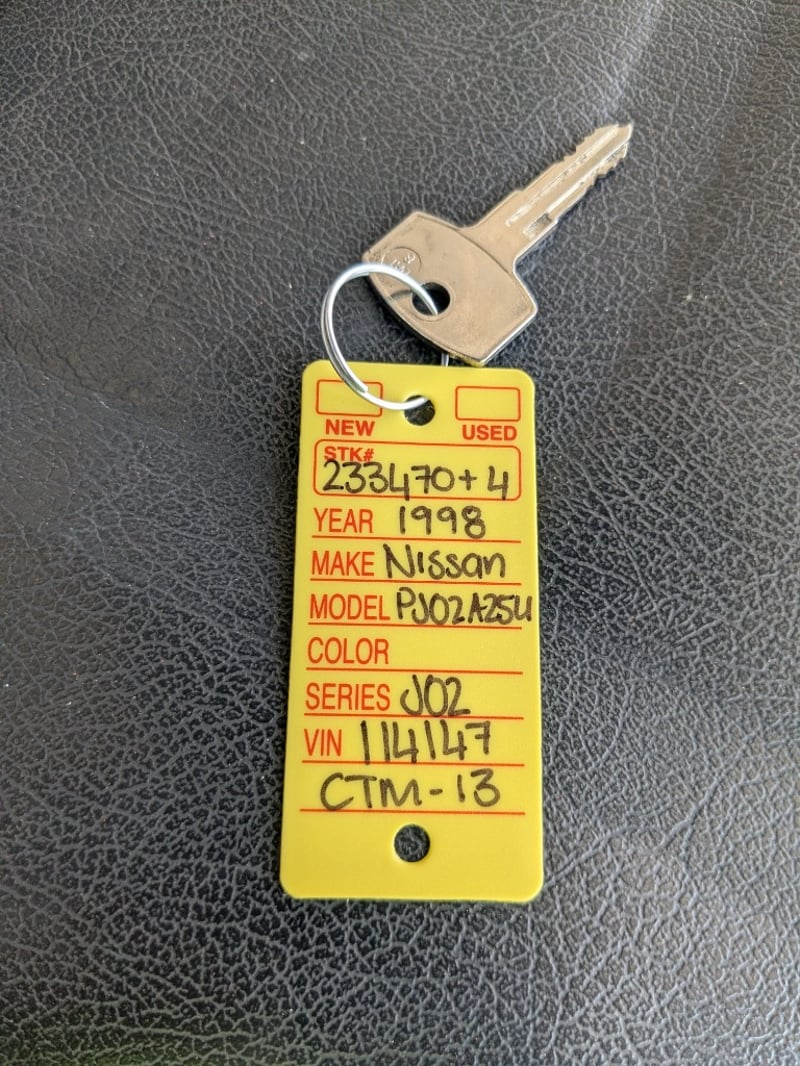 NEW USED
STK#
233470+4
YEAR 1998
MAKE Nissan
MODEL PJ02A25U
COLOR
SERIES J02
VIN 114147
CTM-13